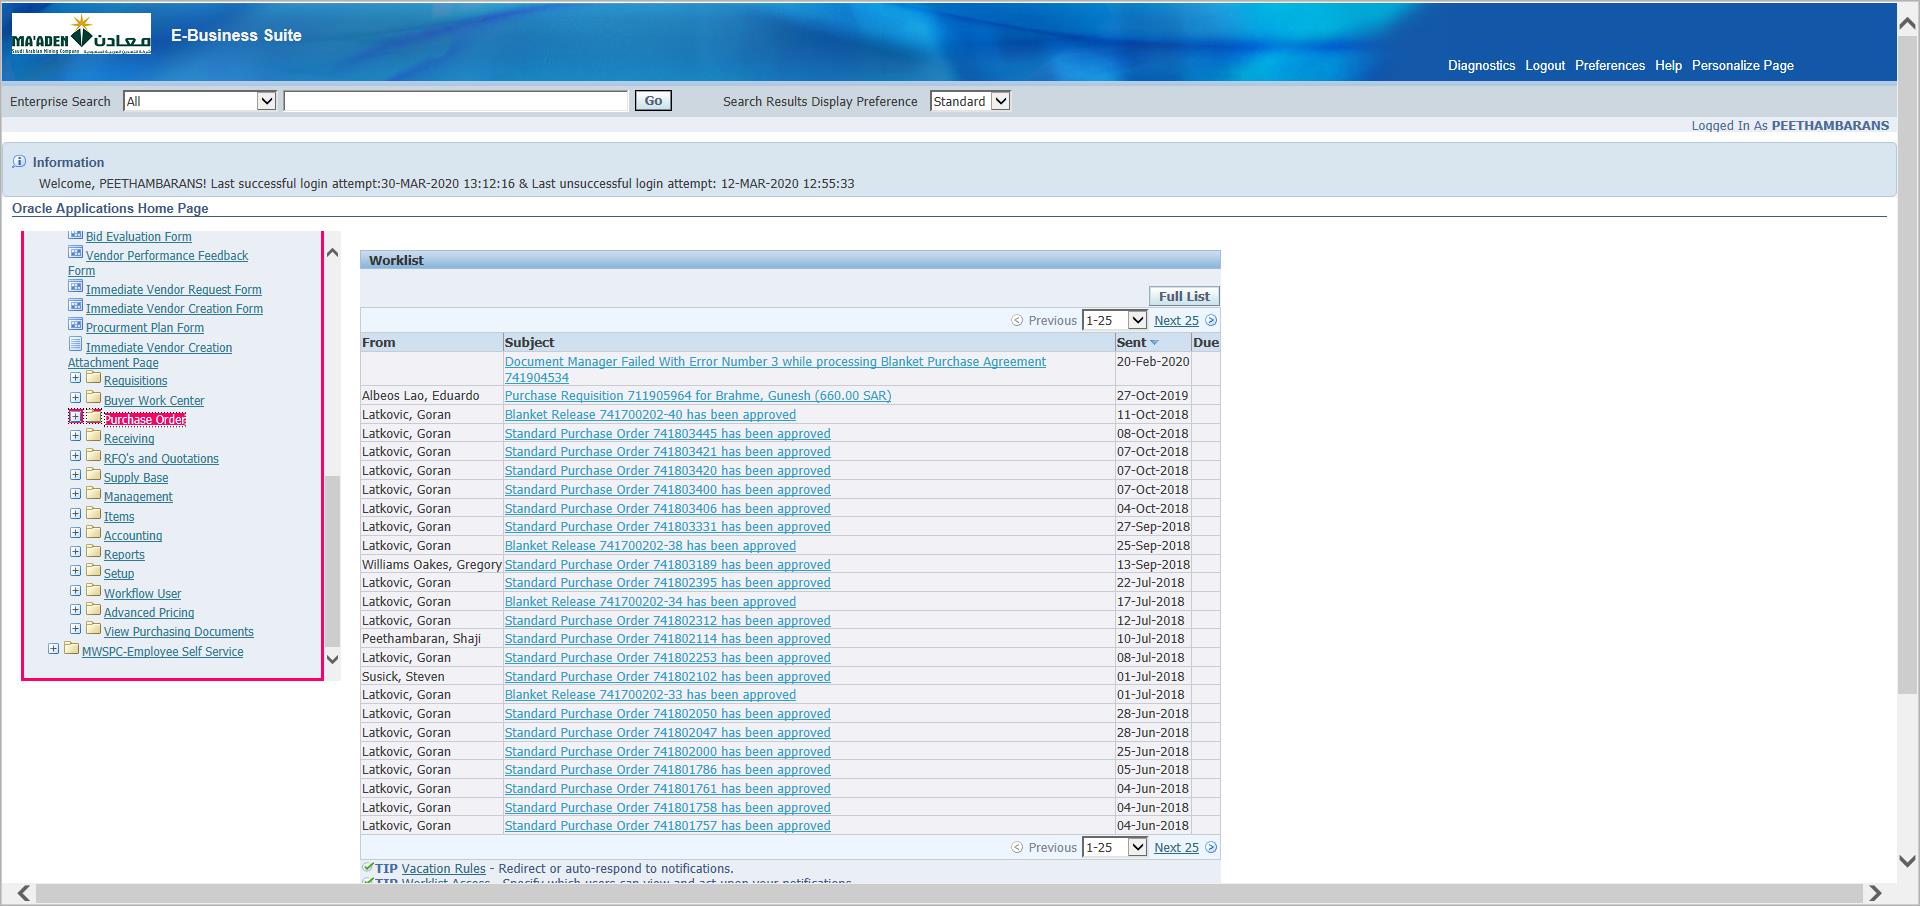 MA'ADEN معادن
Saudi Arabian Mining Company
E-Business Suite
Diagnostics Logout Preferences Help Personalize Page
Enterprise Search All Go Search Results Display Preference Standard
Logged In As PEETHAMBARANS
Information
Welcome, PEETHAMBARANS! Last successful login attempt:30-MAR-2020 13:12:16 & Last unsuccessful login attempt: 12-MAR-2020 12:55:33
Oracle Applications Home Page
Bid Evaluation Form
Vendor Performance Feedback
Form
Immediate Vendor Request Form
Immediate Vendor Creation Form
Procurment Plan Form
Immediate Vendor Creation
Attachment Page
Requisitions
Buyer Work Center
Purchase Order
Receiving
RFQ's and Quotations
Supply Base
Management
Items
Accounting
Reports
Setup
Workflow User
Advanced Pricing
View Purchasing Documents
MWSPC-Employee Self Service
Worklist
Full List
Previous 1-25 Next 25
From Subject Sent Due
Document Manager Failed With Error Number 3 while processing Blanket Purchase Agreement 20-Feb-2020
741904534
Albeos Lao, Eduardo Purchase Requisition 711905964 for Brahme, Gunesh (660.00 SAR) 27-Oct-2019
Latkovic, Goran Blanket Release 741700202-40 has been approved 11-Oct-2018
Latkovic, Goran Standard Purchase Order 741803445 has been approved 08-Oct-2018
Latkovic, Goran Standard Purchase Order 741803421 has been approved 07-Oct-2018
Latkovic, Goran Standard Purchase Order 741803420 has been approved 07-Oct-2018
Latkovic, Goran Standard Purchase Order 741803400 has been approved 07-Oct-2018
Latkovic, Goran Standard Purchase Order 741803406 has been approved 04-Oct-2018
Latkovic, Goran Standard Purchase Order 741803331 has been approved 27-Sep-2018
Latkovic, Goran Blanket Release 741700202-38 has been approved 25-Sep-2018
Williams Oakes, Gregory Standard Purchase Order 741803189 has been approved 13-Sep-2018
Latkovic, Goran Standard Purchase Order 741802395 has been approved 22-Jul-2018
Latkovic, Goran Blanket Release 741700202-34 has been approved 17-Jul-2018
Latkovic, Goran Standard Purchase Order 741802312 has been approved 12-Jul-2018
Peethambaran, Shaji Standard Purchase Order 741802114 has been approved 10-Jul-2018
Latkovic, Goran Standard Purchase Order 741802253 has been approved 08-Jul-2018
Susick, Steven Standard Purchase Order 741802102 has been approved 01-Jul-2018
Latkovic, Goran Blanket Release 741700202-33 has been approved 01-Jul-2018
Latkovic, Goran Standard Purchase Order 741802050 has been approved 28-Jun-2018
Latkovic, Goran Standard Purchase Order 741802047 has been approved 28-Jun-2018
Latkovic, Goran Standard Purchase Order 741802000 has been approved 25-Jun-2018
Latkovic, Goran Standard Purchase Order 741801786 has been approved 05-Jun-2018
Latkovic, Goran Standard Purchase Order 741801761 has been approved 04-Jun-2018
Latkovic, Goran Standard Purchase Order 741801758 has been approved 04-Jun-2018
Latkovic, Goran Standard Purchase Order 741801757 has been approved 04-Jun-2018
Previous 1-25 Next 25
TIP Vacation Rules - Redirect or auto-respond to notifications.
TIP Worklist Access - Specify which users can view and act upon your notifications.